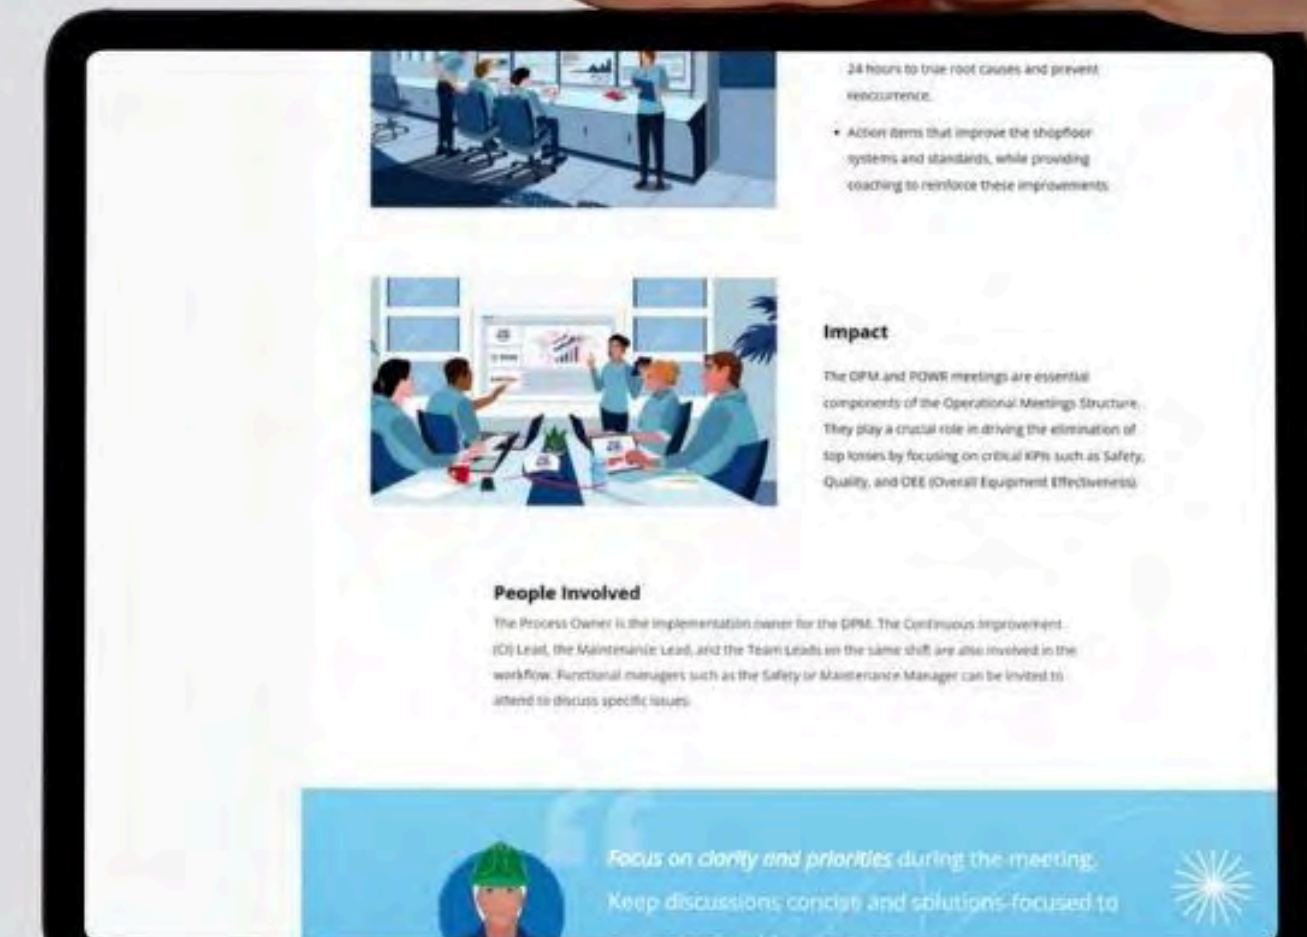 24 hours to true root causes and prevent
reoccurrence.
• Action items that improve the shopfloor
systems and standards, while providing
coaching to reinforce these improvements.
Impact
The DPM and POWR meetings are essential
components of the Operational Meetings Structure.
They play a crucial role in driving the elimination of
top losses by focusing on critical KPIs such as Safety,
Quality, and OEE (Overall Equipment Effectiveness).
People Involved
The Process Owner is the implementation owner for the DPM. The Continuous Improvement
(CI) Lead, the Maintenance Lead, and the Team Leads on the same shift are also involved in the
workflow. Functional managers such as the Safety or Maintenance Manager can be invited to
attend to discuss specific issues.
“
Focus on clarity and priorities during the meeting.
Keep discussions concise and solutions-focused to